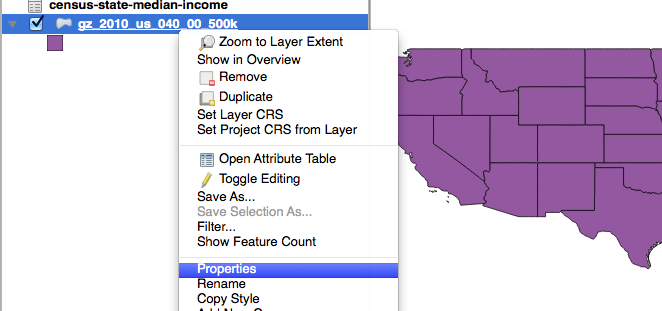 census-state-median-income
gz_2010_us_040_00_500k
Zoom to Layer Extent
Show in Overview
Remove
Duplicate
Set Layer CRS
Set Project CRS from Layer
Open Attribute Table
Toggle Editing
Save As...
Save Selection As...
Filter...
Show Feature Count
Properties
Rename
Copy Style